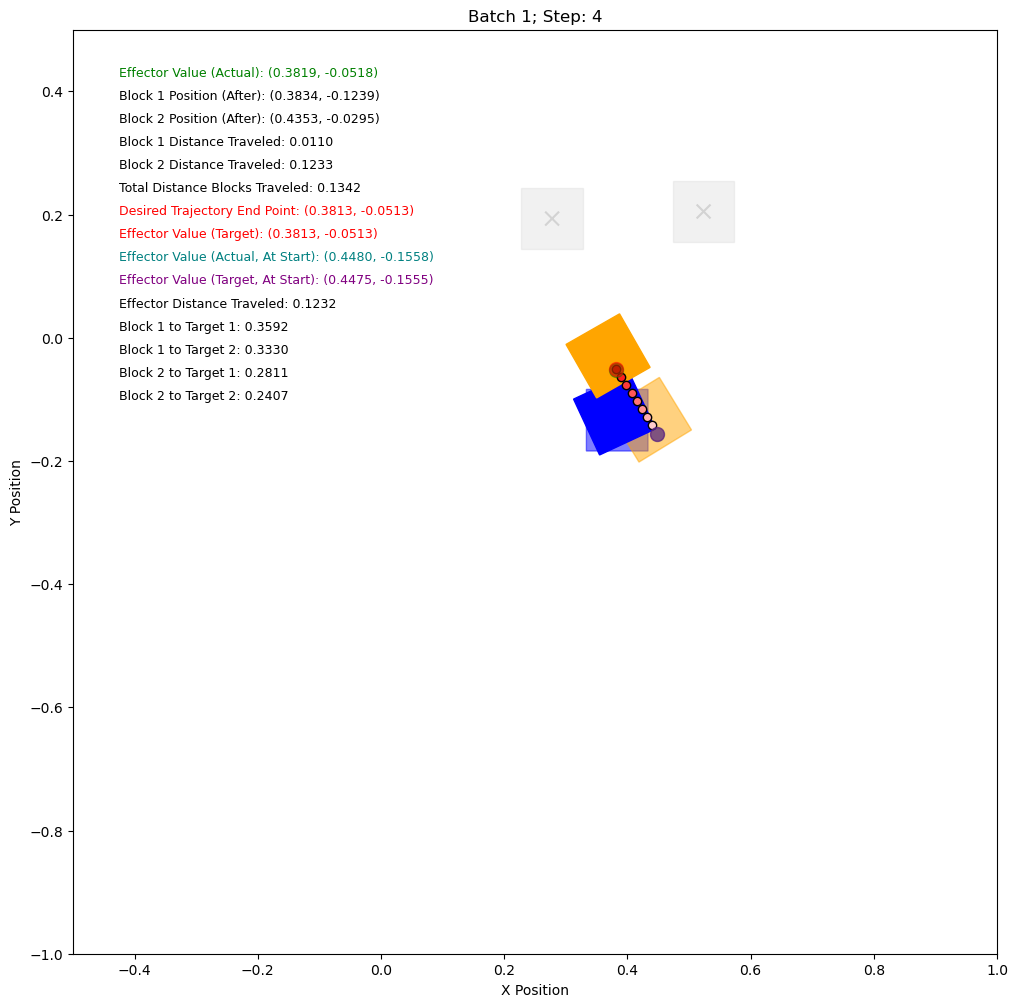 Batch 1; Step: 4
Effector Value (Actual): (0.3819, -0.0518)
Block 1 Position (After): (0.3834, -0.1239)
Block 2 Position (After): (0.4353, -0.0295)
Block 1 Distance Traveled: 0.0110
Block 2 Distance Traveled: 0.1233
Total Distance Blocks Traveled: 0.1342
Desired Trajectory End Point: (0.3813, -0.0513)
Effector Value (Target): (0.3813, -0.0513)
Effector Value (Actual, At Start): (0.4480, -0.1558)
Effector Value (Target, At Start): (0.4475, -0.1555)
Effector Distance Traveled: 0.1232
Block 1 to Target 1: 0.3592
Block 1 to Target 2: 0.3330
Block 2 to Target 1: 0.2811
Block 2 to Target 2: 0.2407
Y Position
0.4
0.2
0.0
−0.2
−0.4
−0.6
−0.8
−1.0
−0.4
−0.2
0.0
0.2
0.4
0.6
0.8
1.0
X Position